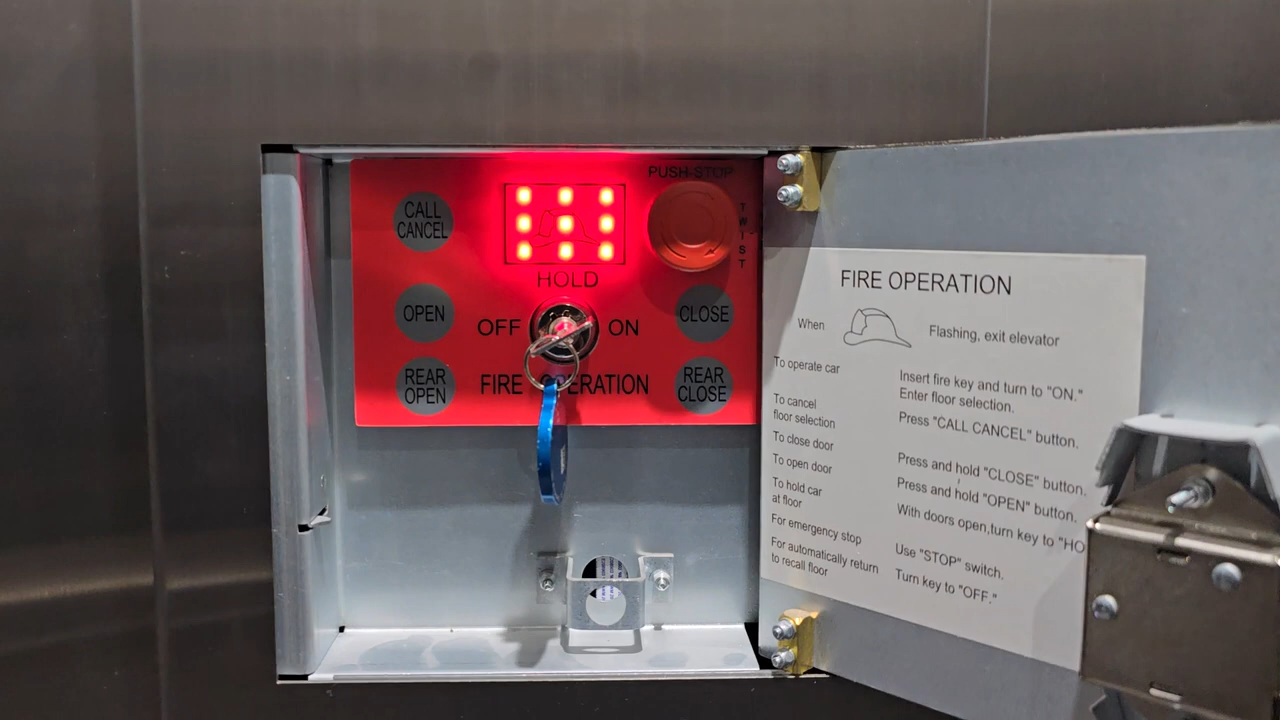 PUSH-STOP
CALL
CANCEL
TWIST
HOLD
OPEN
OFF
ON
CLOSE
REAR
OPEN
FIRE
ERATION
REAR
CLOSE
FIRE OPERATION
When Flashing, exit elevator
To operate car Insert fire key and turn to "ON."
Enter floor selection.
To cancel
floor selection Press "CALL CANCEL" button.
To close door Press and hold "CLOSE" button.
To open door Press and hold "OPEN" button.
To hold car
at floor With doors open,turn key to "HO
For emergency stop Use "STOP" switch.
For automatically return
to recall floor Turn key to "OFF."